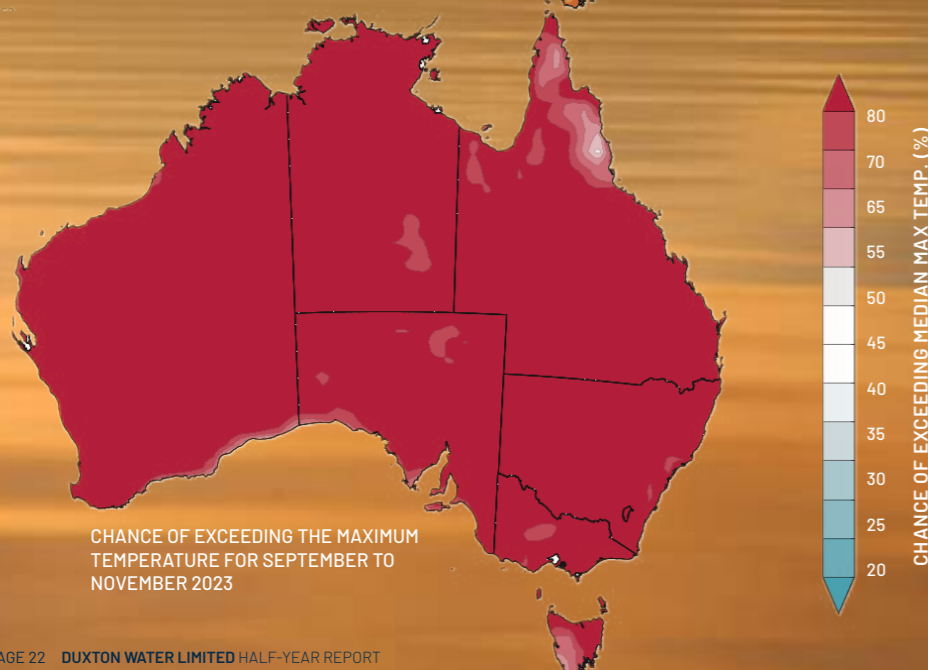 80
70
65
55
50
45
40
35
30
25
20
CHANCE OF EXCEEDING MEDIAN MAX TEMP. (%)
CHANCE OF EXCEEDING THE MAXIMUM
TEMPERATURE FOR SEPTEMBER TO
NOVEMBER 2023
AGE 22 DUXTON WATER LIMITED HALF-YEAR REPORT